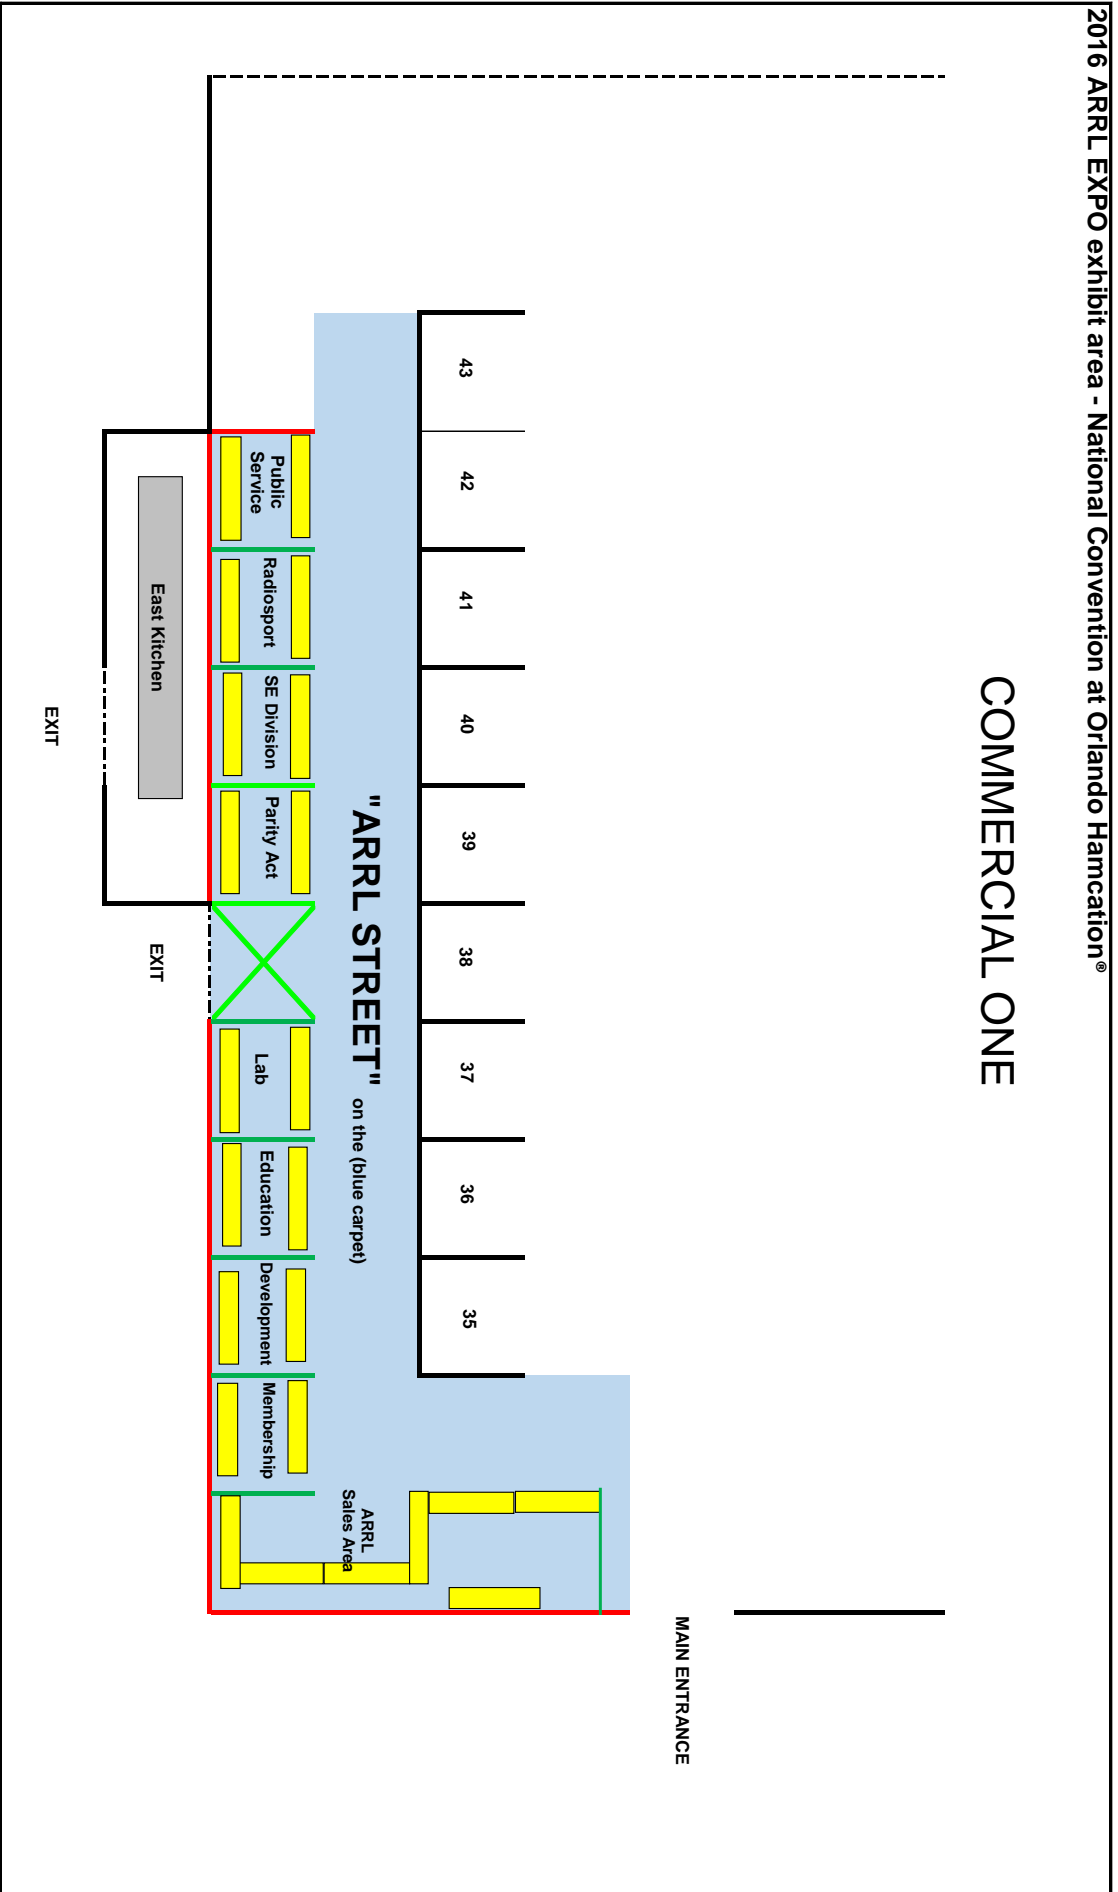 2016 ARRL EXPO exhibit area - National Convention at Orlando Hamcation®
COMMERCIAL ONE
43
42
41
40
39
38
37
36
35
"ARRL STREET" on the (blue carpet)
Public
Service
Radiosport
SE Division
Parity Act
Lab
Education
Development
Membership
ARRL
Sales Area
MAIN ENTRANCE
East Kitchen
EXIT
EXIT